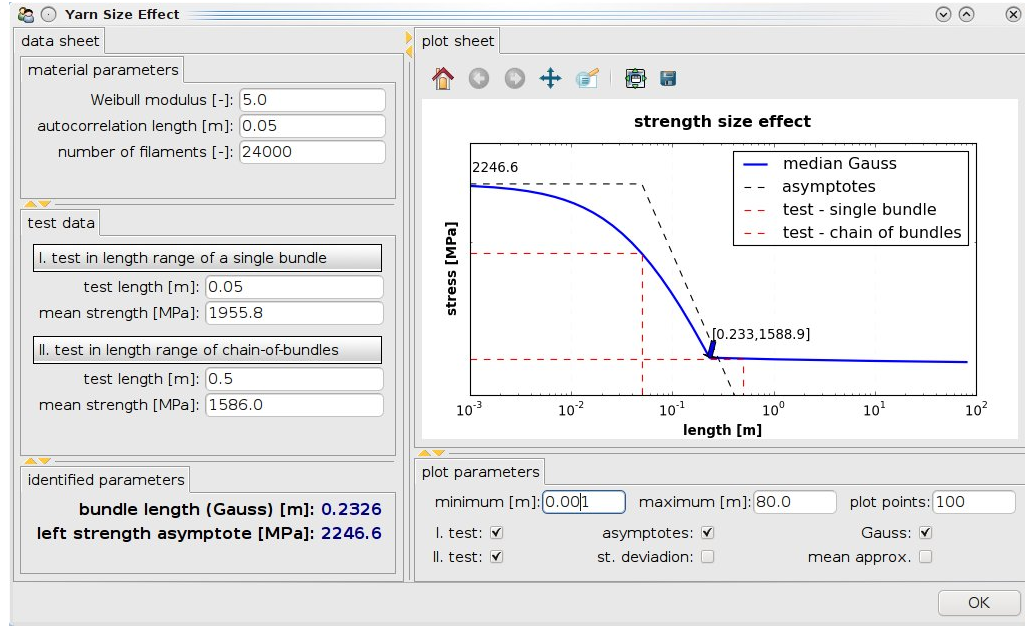 Yarn Size Effect
data sheet
material parameters
Weibull modulus [-]: 5.0
autocorrelation length [m]: 0.05
number of filaments [-]: 24000
test data
I. test in length range of a single bundle
test length [m]: 0.05
mean strength [MPa]: 1955.8
II. test in length range of chain-of-bundles
test length [m]: 0.5
mean strength [MPa]: 1586.0
identified parameters
bundle length (Gauss) [m]: 0.2326
left strength asymptote [MPa]: 2246.6
plot sheet
strength size effect
2246.6
median Gauss
asymptotes
test - single bundle
test - chain of bundles
stress [MPa]
[0.233,1588.9]
10^-3 10^-2 10^-1 10^0 10^1 10^2
length [m]
plot parameters
minimum [m]: 0.001 maximum [m]: 80.0 plot points: 100
I. test: asymptotes: Gauss:
II. test: st. deviadion: mean approx.
OK